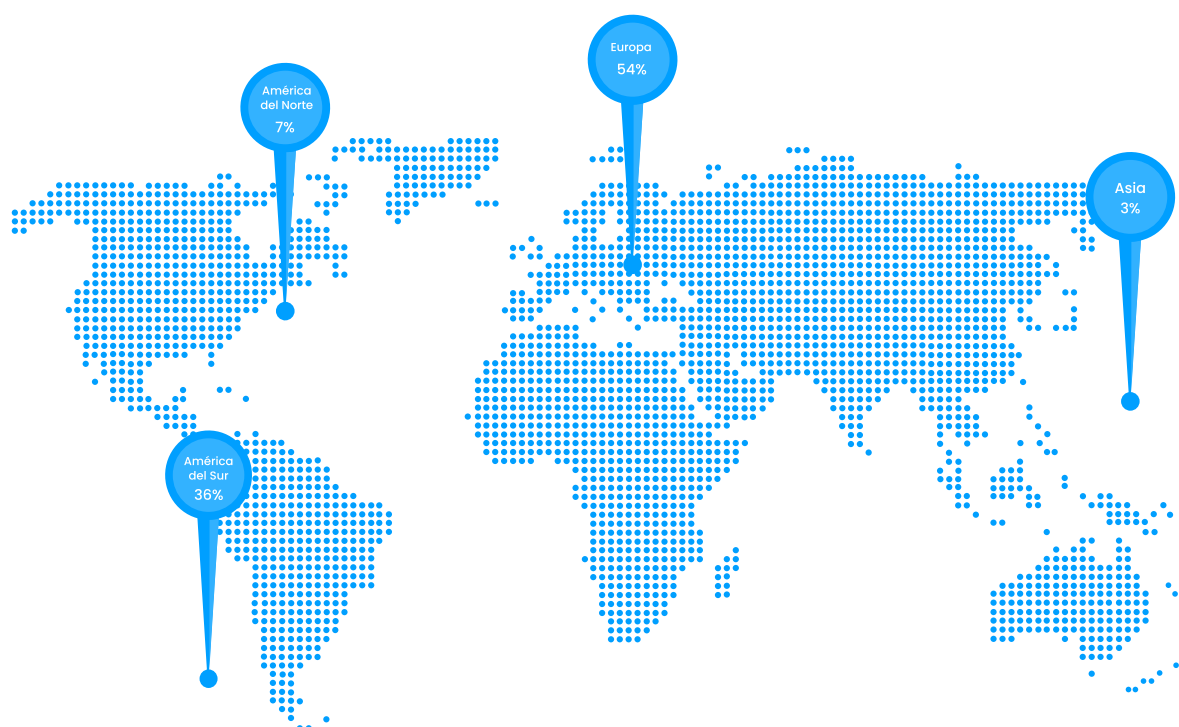 Europa
54%
América
del Norte
7%
Asia
3%
América
del Sur
36%